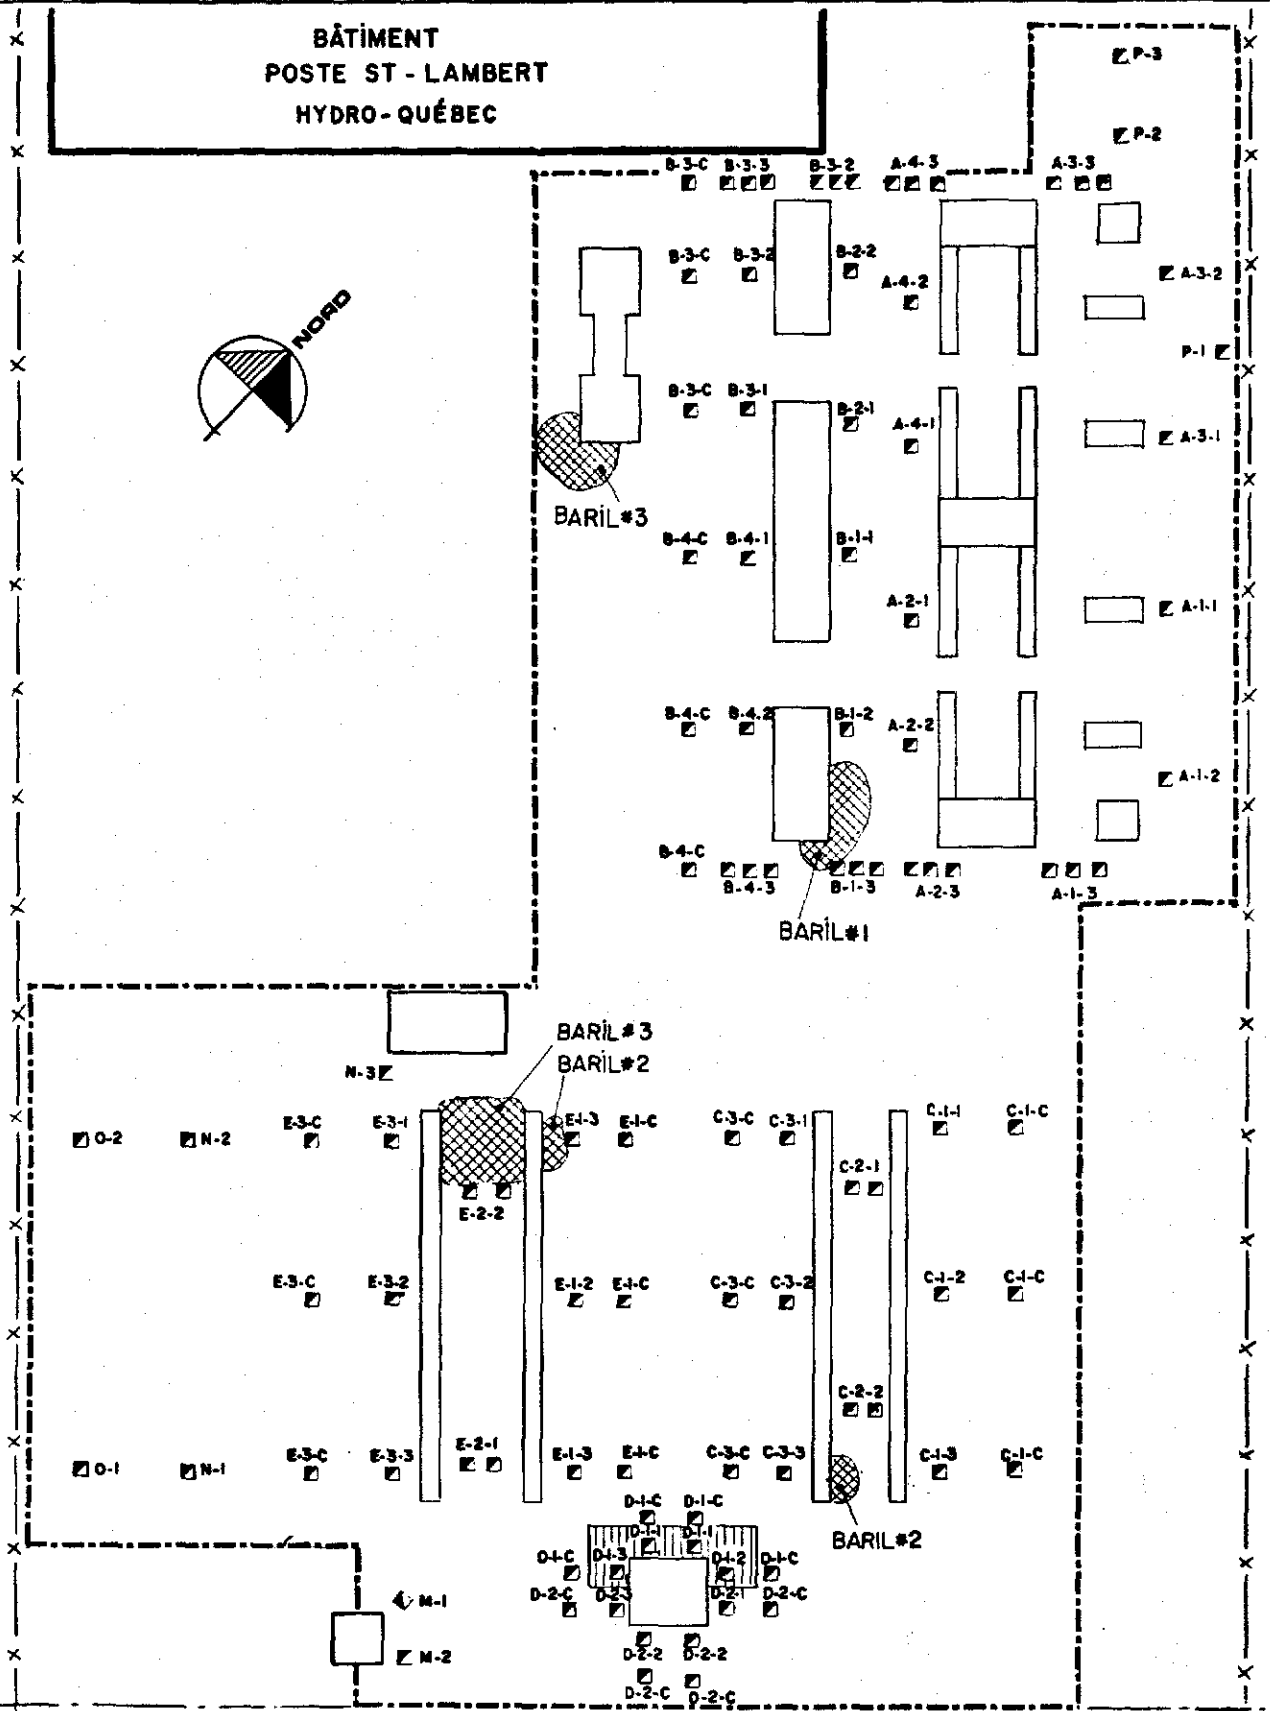 BÂTIMENT
POSTE ST - LAMBERT
HYDRO-QUÉBEC
P-3
P-2
B-3-C B-3-3 B-3-2 A-4-3 A-3-3
B-3-C B-3-2 B-2-2 A-4-2 A-3-2
NORD
P-1
B-3-C B-3-1 B-2-1 A-4-1 A-3-1
BARIL#3
B-4-C B-4-1 B-1-1
A-2-1 A-1-1
B-4-C B-4-2 B-1-2 A-2-2
A-1-2
B-4-C
B-4-3 B-1-3 A-2-3 A-1-3
BARIL#1
BARIL#3
BARIL#2
N-3
O-2 N-2 E-3-C E-3-1 E-1-3 E-1-C C-3-C C-3-1 C-1-1 C-1-C
C-2-1
E-2-2
E-3-C E-3-2 E-1-2 E-1-C C-3-C C-3-2 C-1-2 C-1-C
C-2-2
O-1 N-1 E-3-C E-3-3 E-2-1 E-1-3 E-1-C C-3-C C-3-3 C-1-3 C-1-C
D-1-C D-1-C
D-1-1 D-1-1
BARIL#2
D-1-C D-1-3 D-1-2 D-1-C
D-2-C D-2-3 D-2-1 D-2-C
M-1
M-2
D-2-2 D-2-2
D-2-C D-2-C